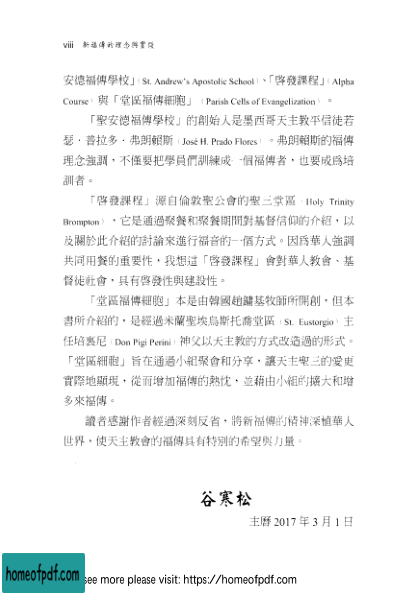 viii 新福傳的理念與實踐
安德福傳學校」(St. Andrew's Apostolic School)、「啓發課程」(Alpha
Course)與「堂區福傳細胞」(Parish Cells of Evangelization)。
「聖安德福傳學校」的創始人是墨西哥天主教平信徒若
瑟．普拉多．弗朗賴斯(José H. Prado Flores)。弗朗賴斯的福傳
理念強調，不僅要把學員們訓練成一個福傳者，也要成爲培
訓者。
「啓發課程」源自倫敦聖公會的聖三堂區(Holy Trinity
Brompton)，它是通過聚餐和聚餐期間對基督信仰的介紹，以
及關於此介紹的討論來進行福音的一個方式。因爲華人強調
共同用餐的重要性，我想這「啓發課程」會對華人教會、基
督徒社會，具有啓發性與建設性。
「堂區福傳細胞」本是由韓國趙鏞基牧師所開創，但本
書所介紹的，是經過米蘭聖埃烏斯托喬堂區(St. Eustorgio)主
任培裏尼(Don Pigi Perini)神父以天主教的方式改造過的形式。
「堂區細胞」旨在通過小組聚會和分享，讓天主聖三的愛更
實際地顯現，從而增加福傳的熱忱，並藉由小組的擴大和增
多來福傳。
讀者感謝作者經過深刻反省，將新福傳的精神深植華人
世界，使天主教會的福傳具有特別的希望與力量。
谷寒松
主曆 2017 年 3 月 1 日
homeofpdf.com
see more please visit: https://homeofpdf.com